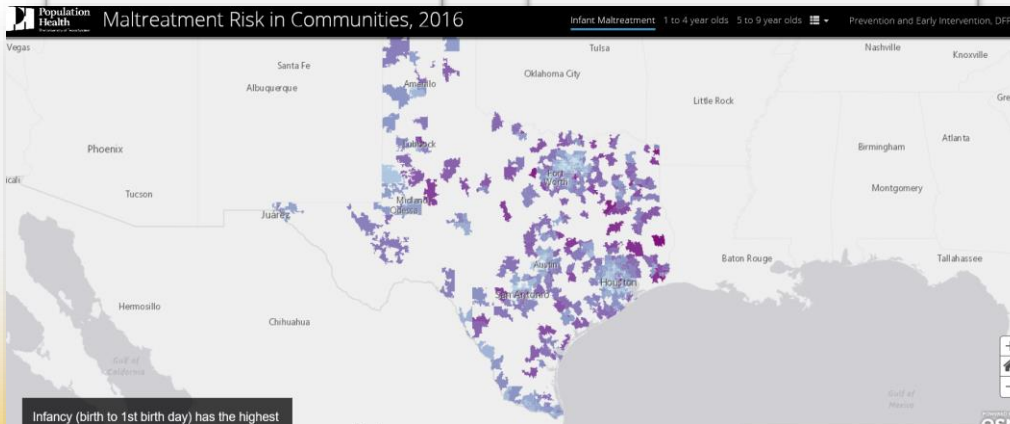 Population
Health
Maltreatment Risk in Communities, 2016
Infant Maltreatment 1 to 4 year olds 5 to 9 year olds
Prevention and Early Intervention, DFP
Vegas
Santa Fe
Albuquerque
Amarillo
Tulsa
Oklahoma City
Nashville
Knoxville
Little Rock
Phoenix
Lubbock
Birmingham
Atlanta
Tucson
Fort
Worth
Montgomery
Juárez
Midland
Odessa
Baton Rouge
Tallahassee
Austin
San Antonio
Houston
Hermosillo
Chihuahua
Gulf of
California
Gulf of
Mexico
Infancy (birth to 1st birth day) has the highest